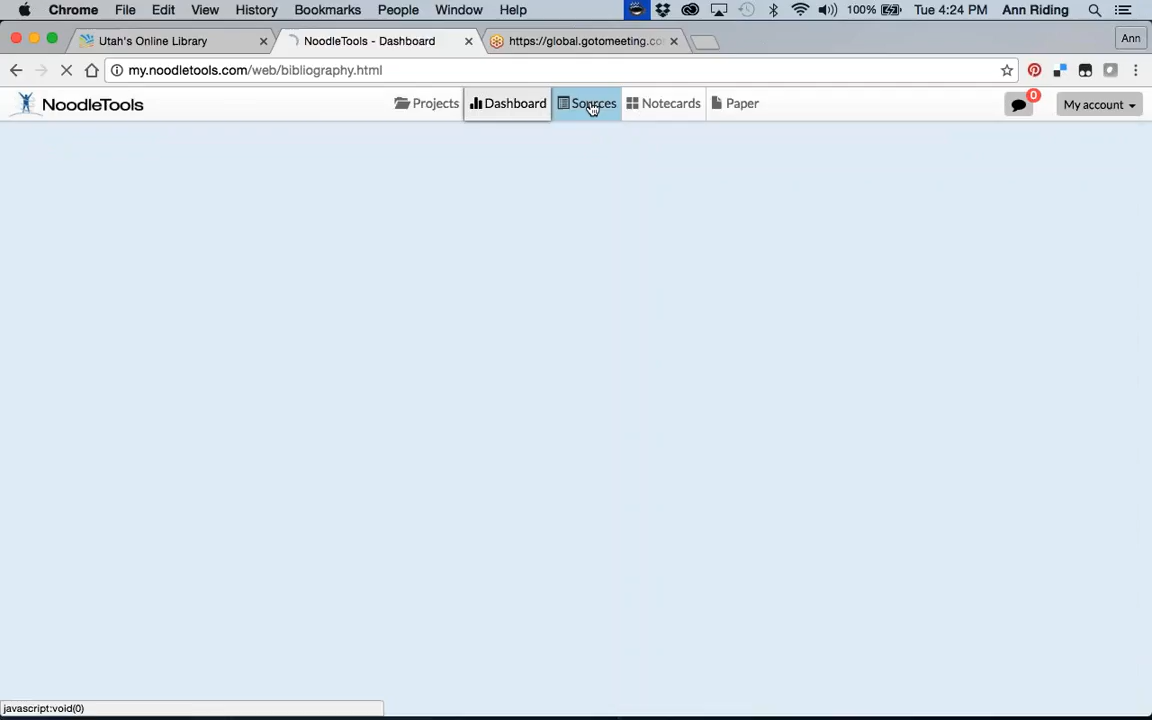 Chrome File Edit View History Bookmarks People Window Help 100% Tue 4:24 PM Ann Riding
Utah's Online Library NoodleTools - Dashboard https://global.gotomeeting.co Ann
my.noodletools.com/web/bibliography.html
NoodleTools Projects Dashboard Sources Notecards Paper 0 My account
javascript:void(0)